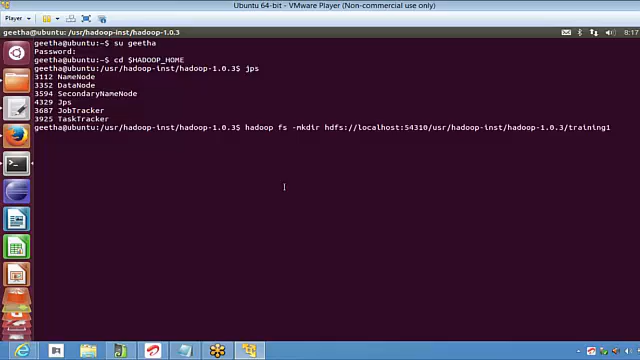 Ubuntu 64-bit - VMware Player (Non-commercial use only)
Player
geetha@ubuntu: /usr/hadoop-inst/hadoop-1.0.3
8:17
geetha@ubuntu:~$ su geetha
Password:
geetha@ubuntu:~$ cd $HADOOP_HOME
geetha@ubuntu:/usr/hadoop-inst/hadoop-1.0.3$ jps
3112 NameNode
3352 DataNode
3594 SecondaryNameNode
4329 Jps
3687 JobTracker
3925 TaskTracker
geetha@ubuntu:/usr/hadoop-inst/hadoop-1.0.3$ hadoop fs -mkdir hdfs://localhost:54310/usr/hadoop-inst/hadoop-1.0.3/training1